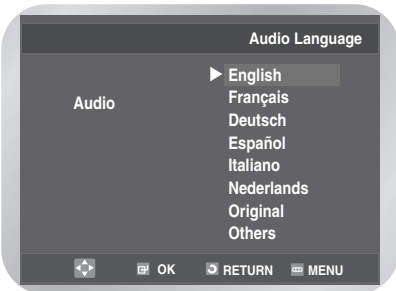 Audio Language
English
Audio
Français
Deutsch
Español
Italiano
Nederlands
Original
Others
OK RETURN MENU